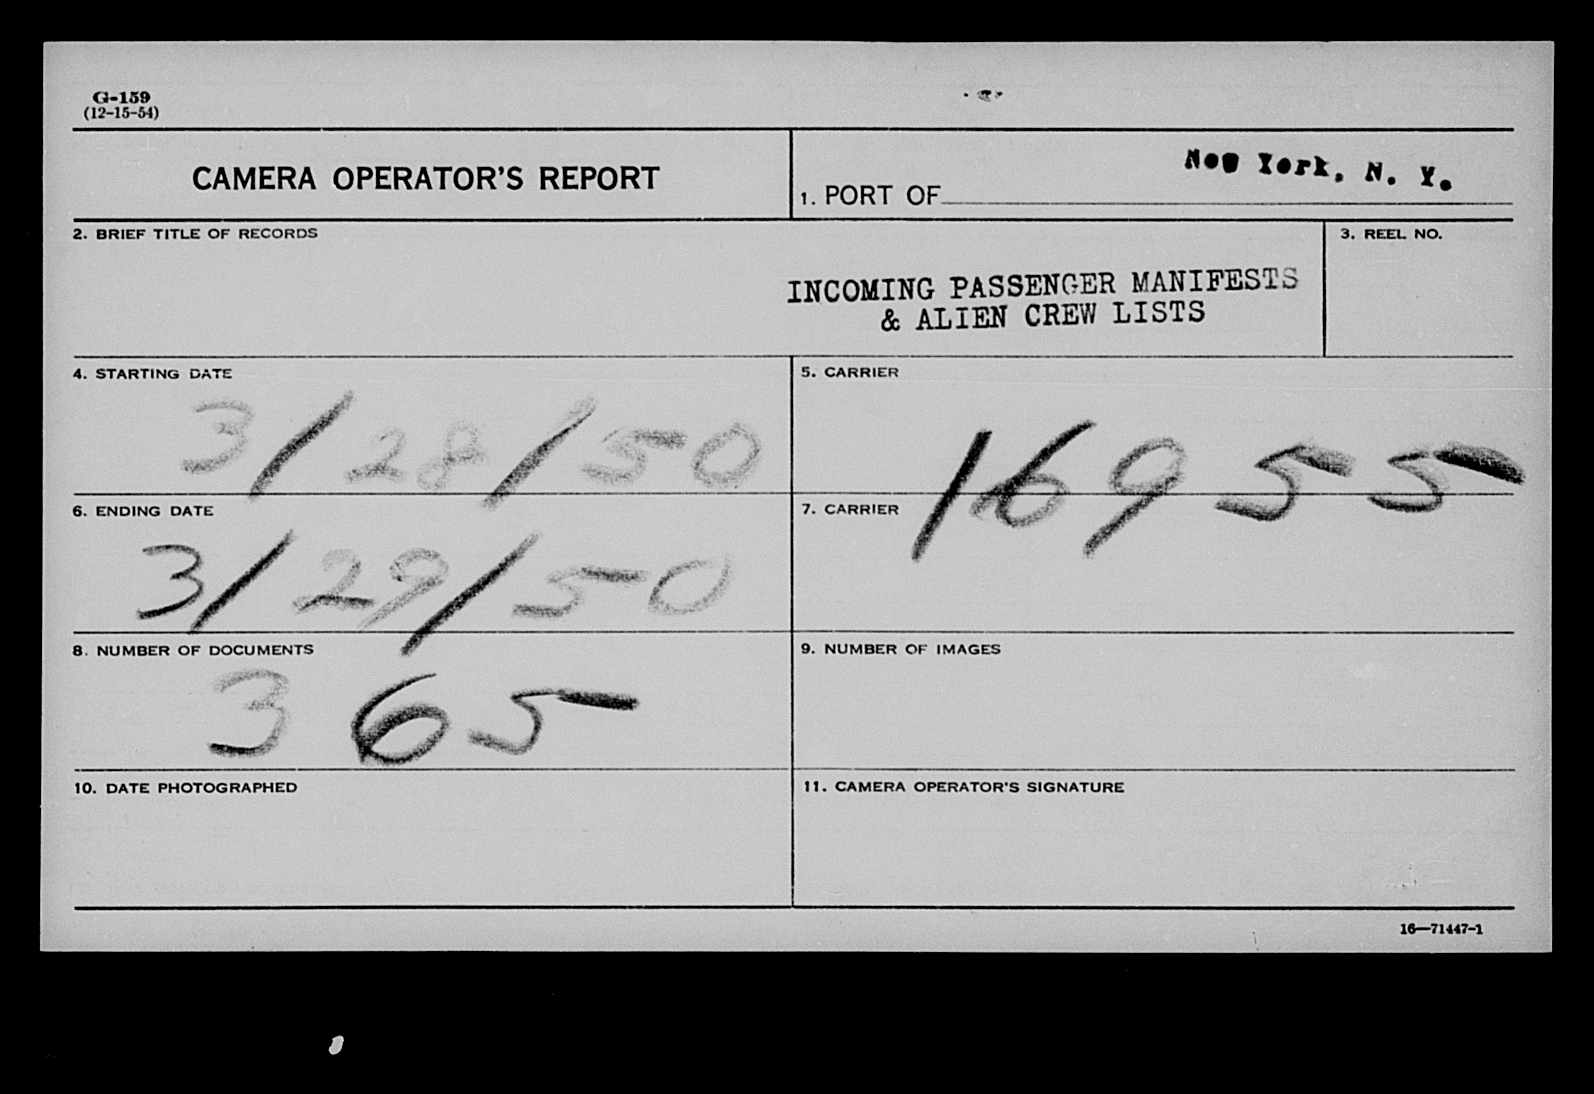 G-159
(12-15-54)
CAMERA OPERATOR'S REPORT
1. PORT OF New York, N. Y.
2. BRIEF TITLE OF RECORDS
INCOMING PASSENGER MANIFESTS
& ALIEN CREW LISTS
3. REEL NO.
4. STARTING DATE
3/28/50
5. CARRIER
16955
6. ENDING DATE
3/29/50
7. CARRIER
8. NUMBER OF DOCUMENTS
365
9. NUMBER OF IMAGES
10. DATE PHOTOGRAPHED
11. CAMERA OPERATOR'S SIGNATURE
16—71447-1